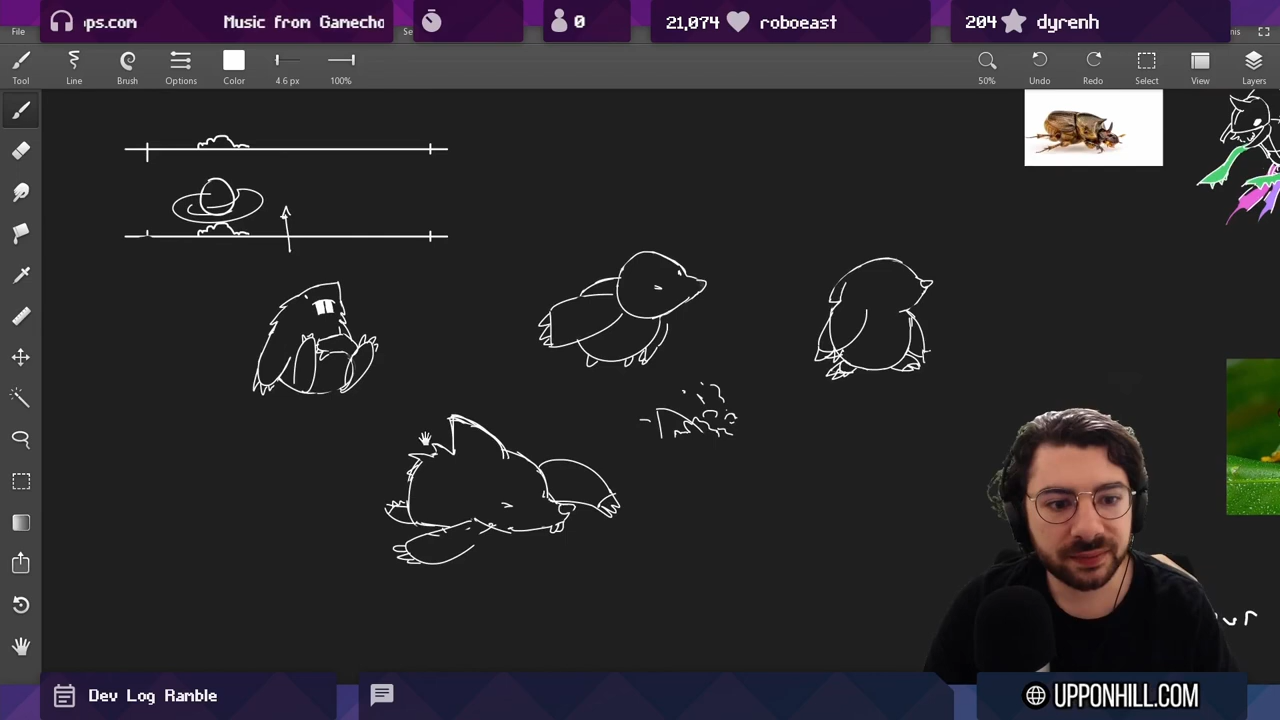 ps.com Music from Gamecho
0
21,074 roboeast
204 dyrenh
File
Tool
Line
Brush
Options
Color
4.6 px
100%
50%
Undo
Redo
Select
View
Layers
Dev Log Ramble
UPPONHILL.COM